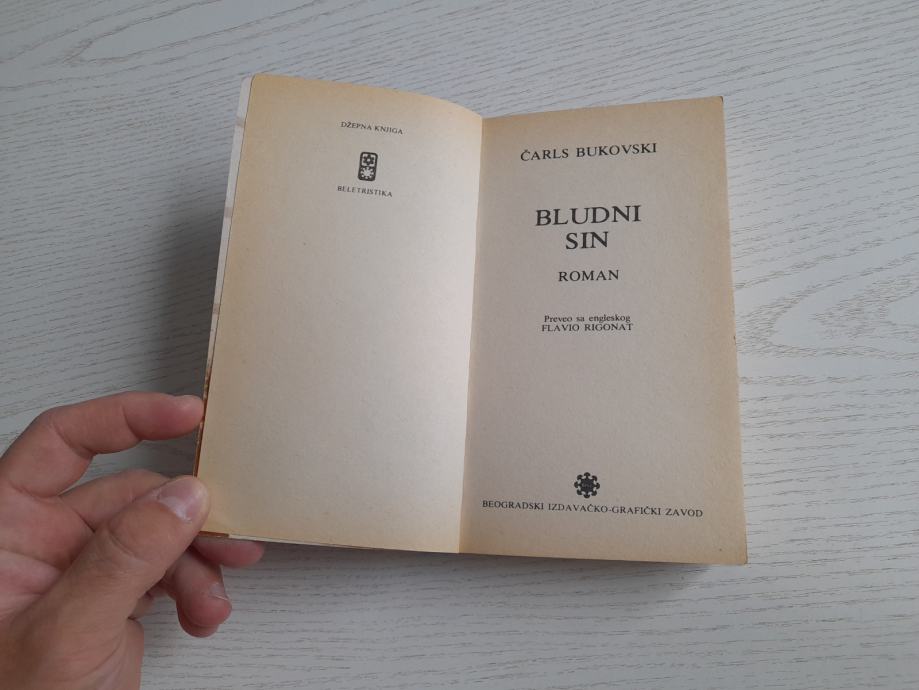 DŽEPNA KNJIGA
BELETRISTIKA
ČARLS BUKOVSKI
BLUDNI
SIN
ROMAN
Preveo sa engleskog
FLAVIO RIGONAT
BEOGRADSKI IZDAVAČKO-GRAFIČKI ZAVOD